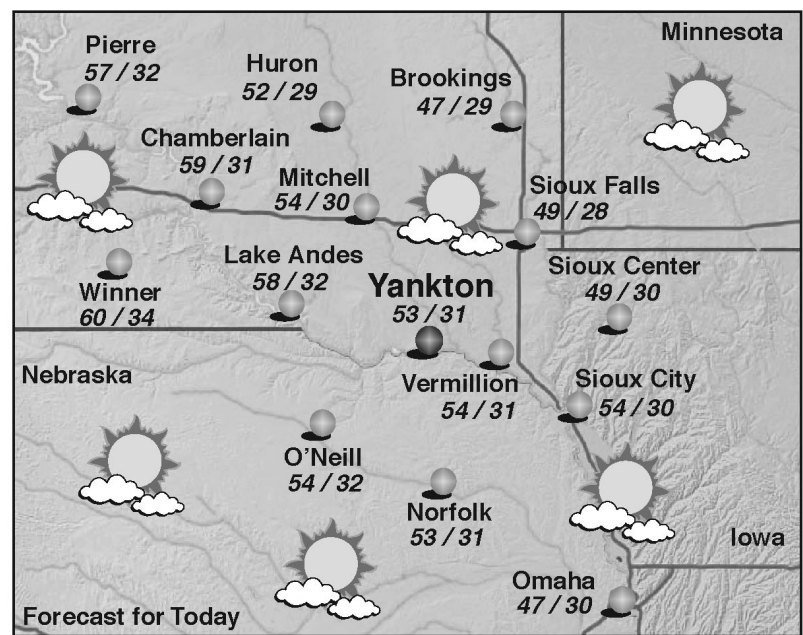 Minnesota
Pierre
57 / 32
Huron
52 / 29
Brookings
47 / 29
Chamberlain
59 / 31
Mitchell
54 / 30
Sioux Falls
49 / 28
Lake Andes
58 / 32
Winner
60 / 34
Yankton
53 / 31
Sioux Center
49 / 30
Nebraska
Vermillion
54 / 31
Sioux City
54 / 30
O'Neill
54 / 32
Norfolk
53 / 31
Iowa
Omaha
47 / 30
Forecast for Today